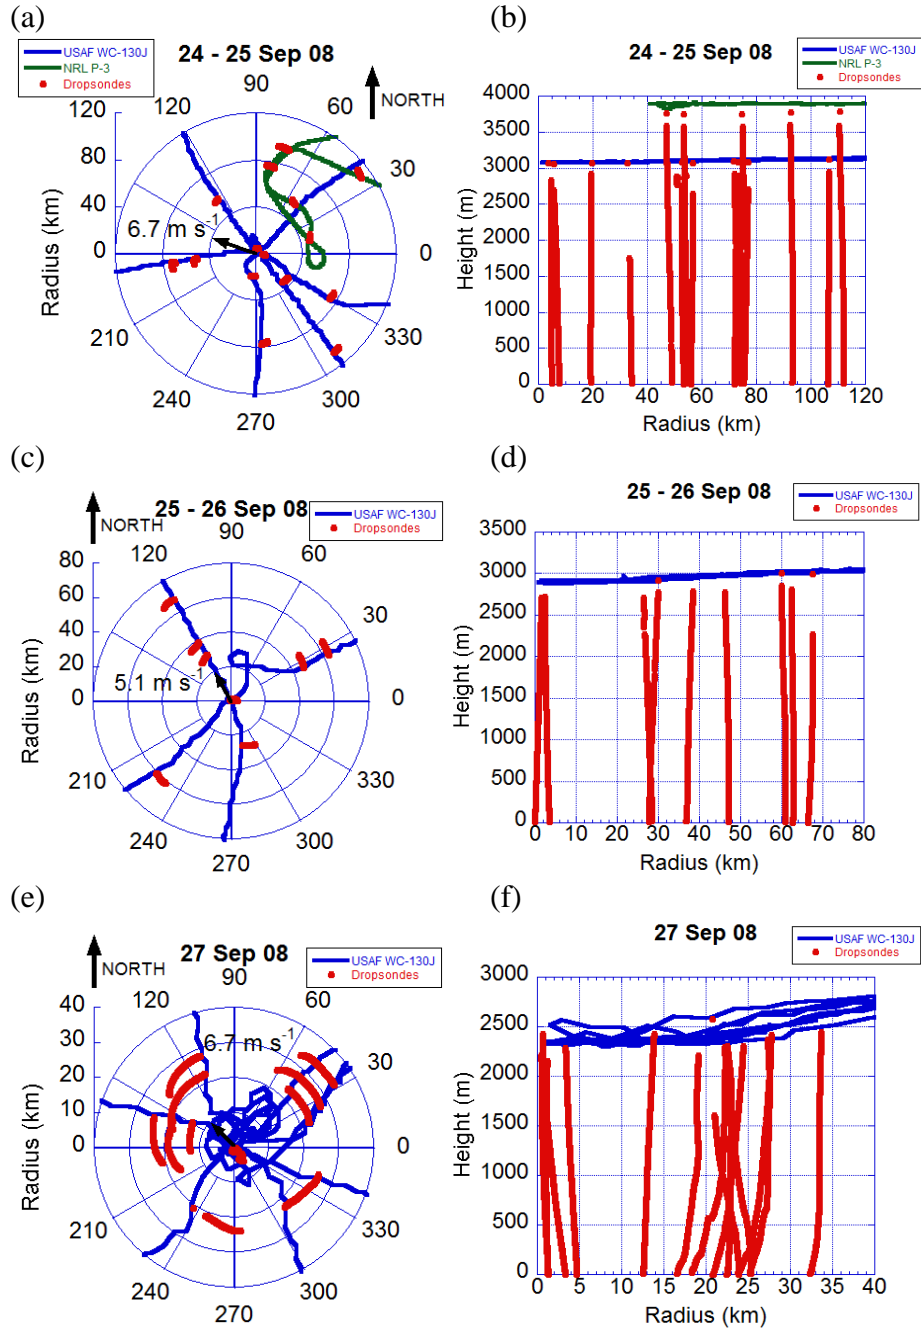 (a)
24 - 25 Sep 08
USAF WC-130J
NRL P-3
Dropsondes
NORTH
90
120
60
30
0
330
300
270
240
210
120
80
40
0
40
80
120
Radius (km)
6.7 m s-1
(b)
24 - 25 Sep 08
USAF WC-130J
NRL P-3
Dropsondes
4000
3500
3000
2500
2000
1500
1000
500
0
Height (m)
0 20 40 60 80 100 120
Radius (km)
(c)
25 - 26 Sep 08
USAF WC-130J
Dropsondes
NORTH
90
120
60
30
0
330
300
270
240
210
80
60
40
20
0
Radius (km)
5.1 m s-1
(d)
25 - 26 Sep 08
USAF WC-130J
Dropsondes
3500
3000
2500
2000
1500
1000
500
0
Height (m)
0 10 20 30 40 50 60 70 80
Radius (km)
(e)
27 Sep 08
USAF WC-130J
Dropsondes
NORTH
90
120
60
30
0
330
300
270
240
210
40
30
20
10
0
Radius (km)
6.7 m s-1
(f)
27 Sep 08
USAF WC-130J
Dropsondes
3000
2500
2000
1500
1000
500
0
Height (m)
0 5 10 15 20 25 30 35 40
Radius (km)